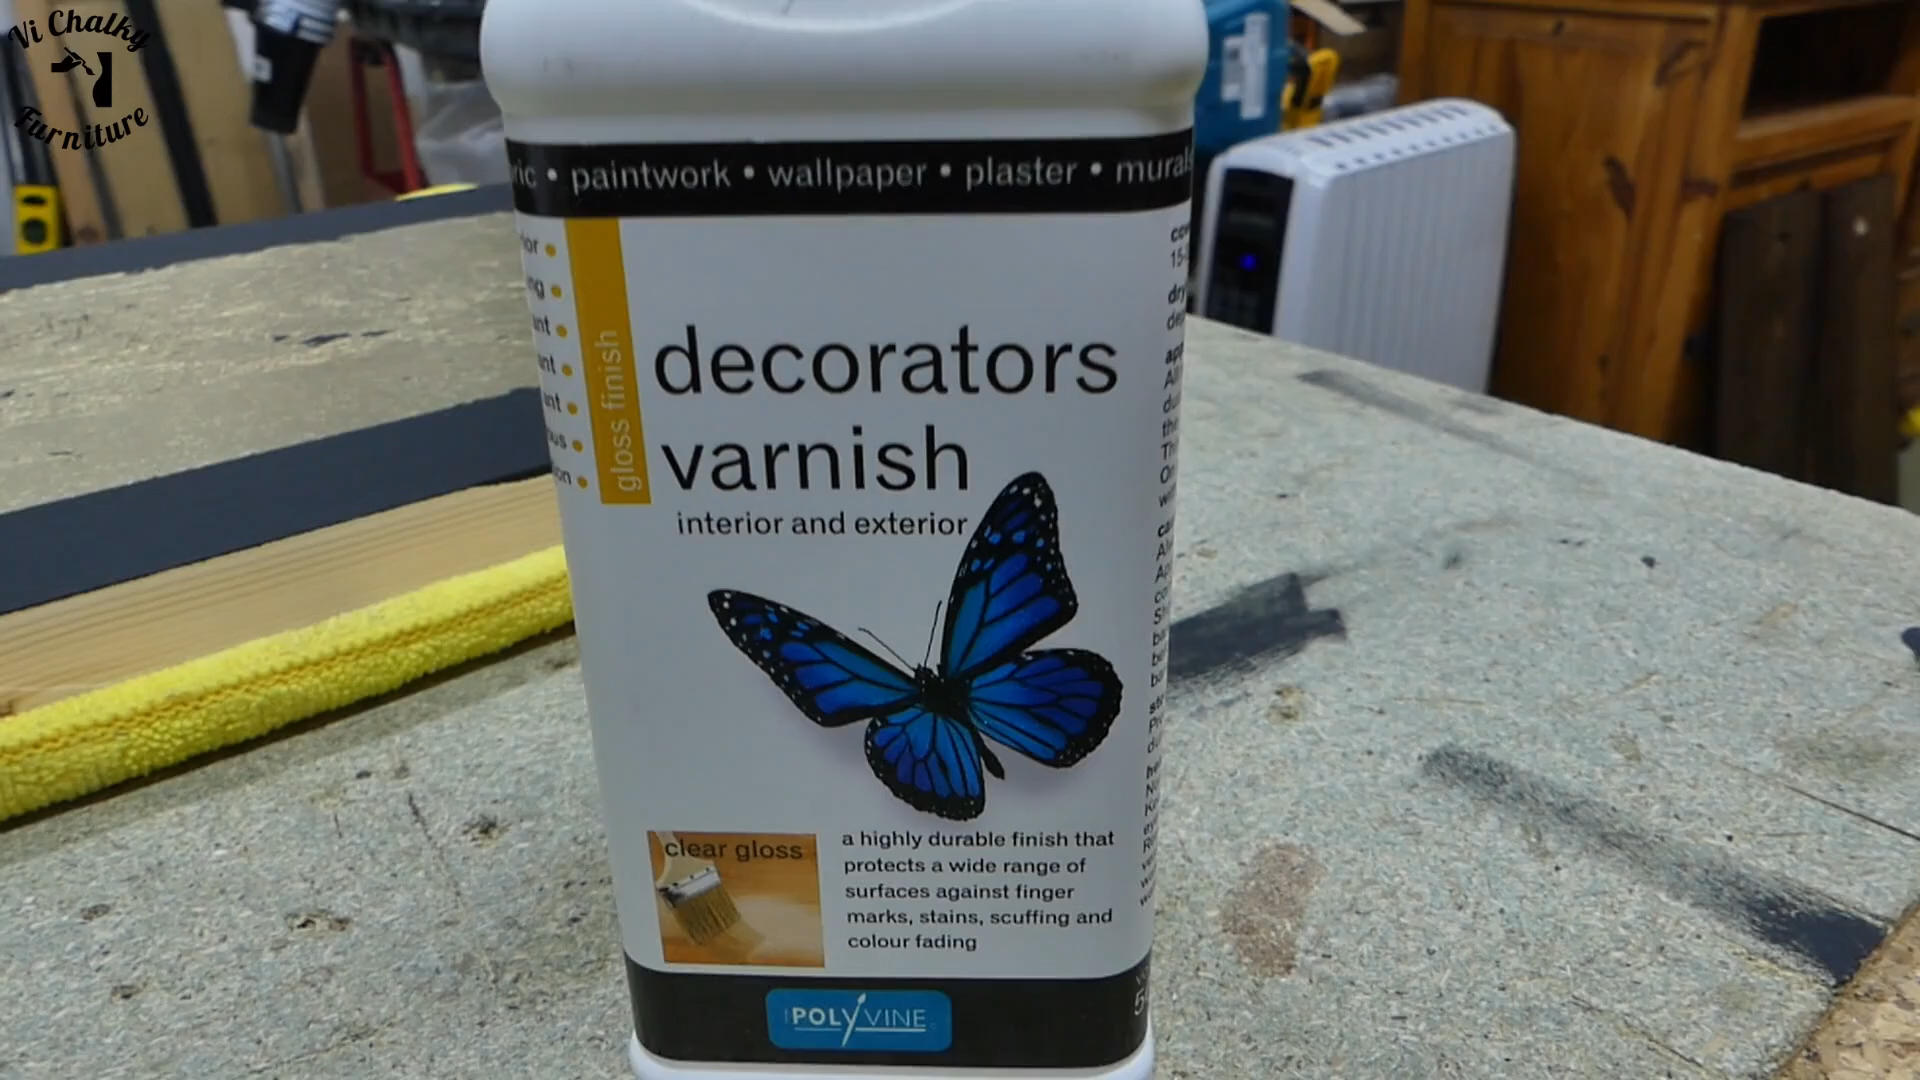 Vi Chalky
Furniture
• paintwork • wallpaper • plaster •
gloss finish
decorators
varnish
interior and exterior
clear gloss
a highly durable finish that
protects a wide range of
surfaces against finger
marks, stains, scuffing and
colour fading
POLYVINE